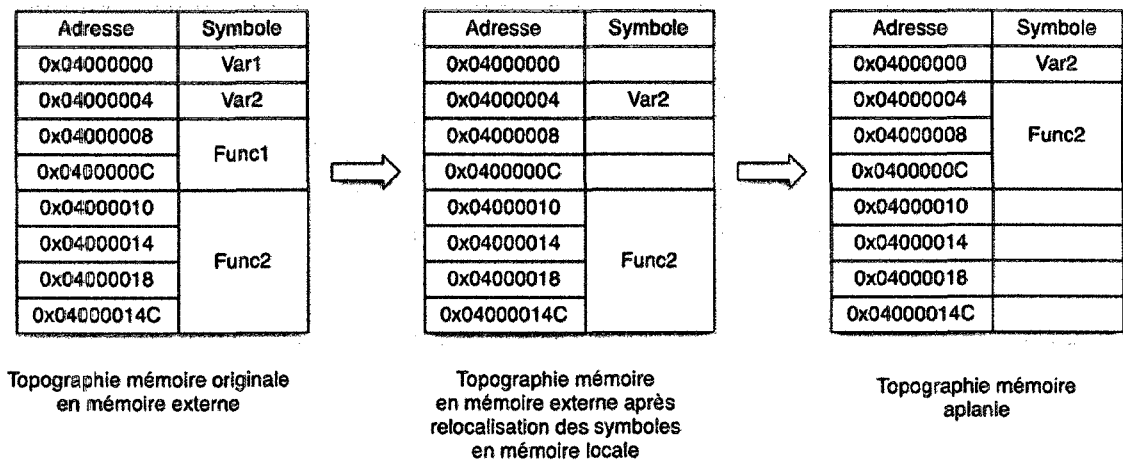 Adresse Symbole
0x04000000 Var1
0x04000004 Var2
0x04000008
Func1
0x0400000C
0x04000010
0x04000014
Func2
0x04000018
0x04000014C
Topographie mémoire originale
en mémoire externe
Adresse Symbole
0x04000000
0x04000004 Var2
0x04000008
0x0400000C
0x04000010
0x04000014
Func2
0x04000018
0x04000014C
Topographie mémoire
en mémoire externe après
relocalisation des symboles
en mémoire locale
Adresse Symbole
0x04000000 Var2
0x04000004
0x04000008
Func2
0x0400000C
0x04000010
0x04000014
0x04000018
0x04000014C
Topographie mémoire
aplanie